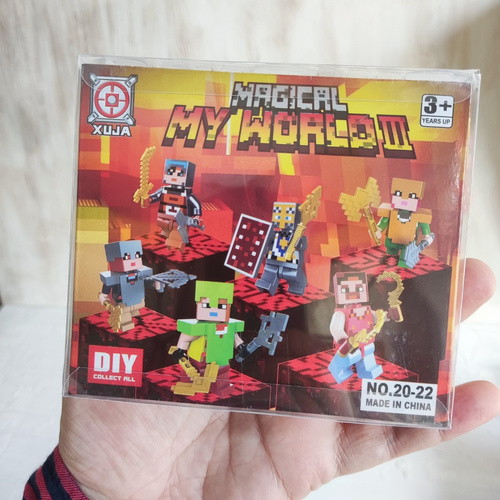 XUJA
MAGICAL
MY WORLD III
3+
YEARS UP
DIY
COLLECT ALL
NO.20-22
MADE IN CHINA